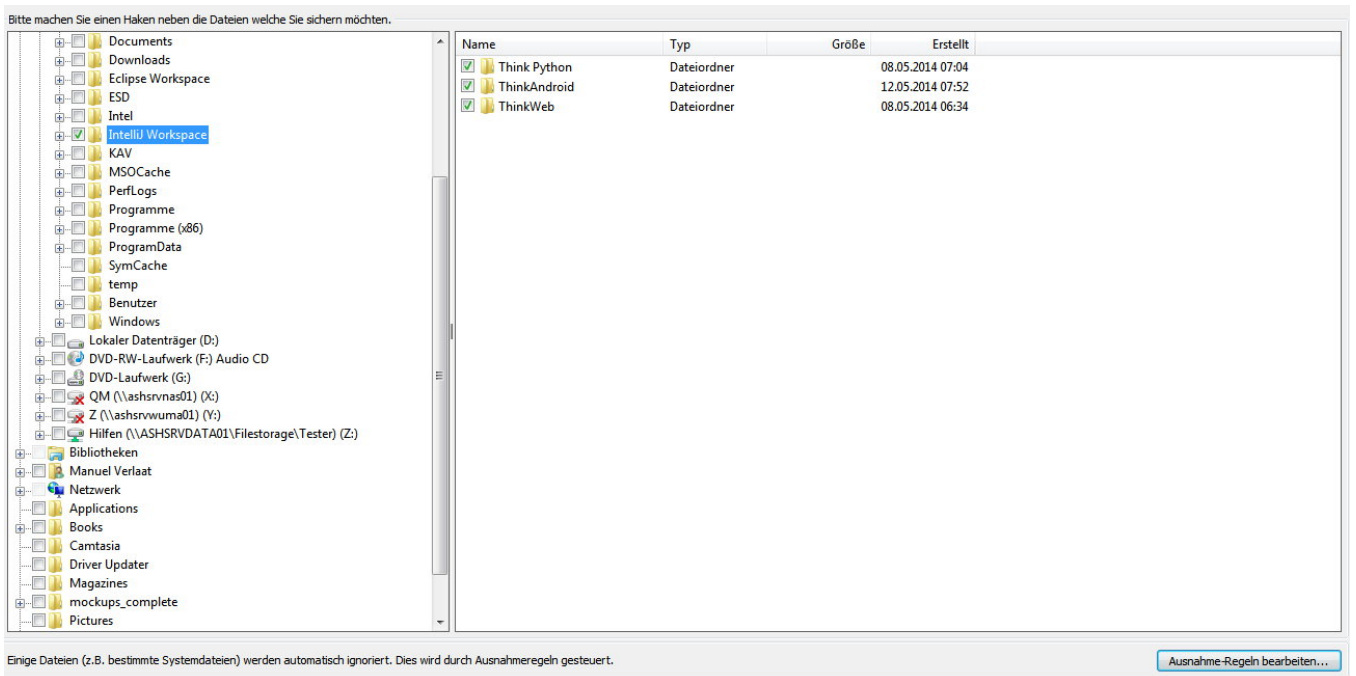 Bitte machen Sie einen Haken neben die Dateien welche Sie sichern möchten.
Documents
Downloads
Eclipse Workspace
ESD
Intel
IntelliJ Workspace
KAV
MSOCache
PerfLogs
Programme
Programme (x86)
ProgramData
SymCache
temp
Benutzer
Windows
Lokaler Datenträger (D:)
DVD-RW-Laufwerk (F:) Audio CD
DVD-Laufwerk (G:)
QM (\\ashsrvnas01) (X:)
Z (\\ashsrvwuma01) (Y:)
Hilfen (\\ASHSRVDATA01\Filestorage\Tester) (Z:)
Bibliotheken
Manuel Verlaat
Netzwerk
Applications
Books
Camtasia
Driver Updater
Magazines
mockups_complete
Pictures
Name Typ Größe Erstellt
Think Python Dateiordner 08.05.2014 07:04
ThinkAndroid Dateiordner 12.05.2014 07:52
ThinkWeb Dateiordner 08.05.2014 06:34
Einige Dateien (z.B. bestimmte Systemdateien) werden automatisch ignoriert. Dies wird durch Ausnahmeregeln gesteuert.
Ausnahme-Regeln bearbeiten...